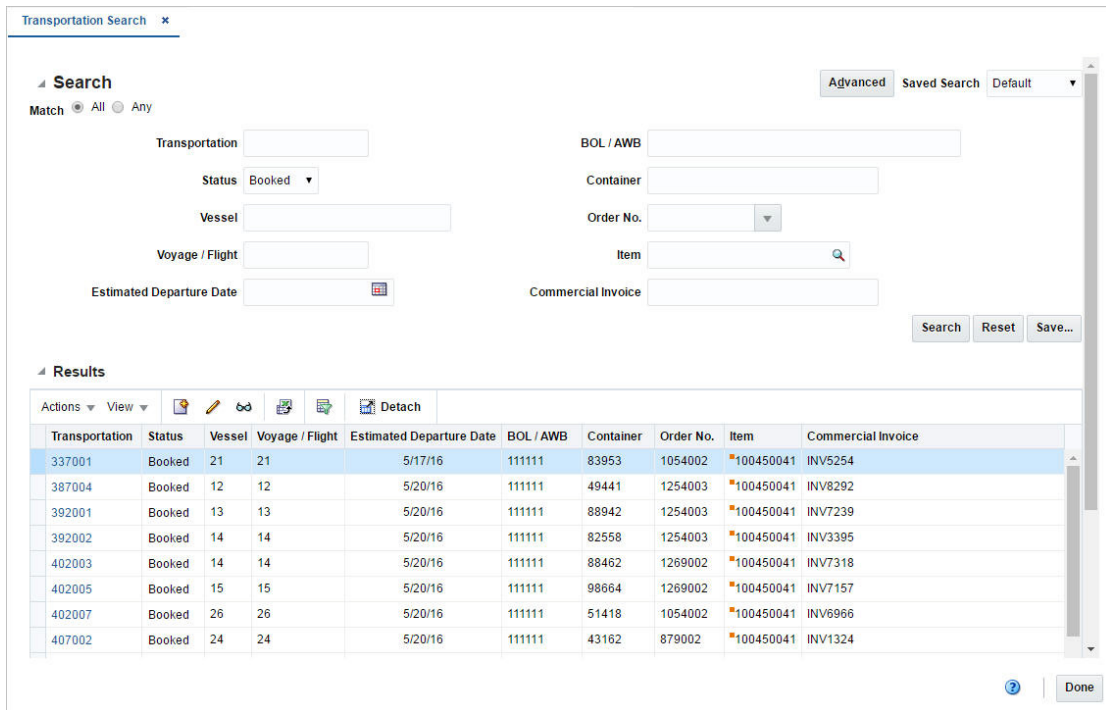 Transportation Search ×
Search
Advanced Saved Search Default
Match All Any
Transportation BOL / AWB
Status Booked Container
Vessel Order No.
Voyage / Flight Item
Estimated Departure Date Commercial Invoice
Search Reset Save...
Results
Actions View Detach
Transportation Status Vessel Voyage / Flight Estimated Departure Date BOL / AWB Container Order No. Item Commercial Invoice
337001 Booked 21 21 5/17/16 111111 83953 1054002 100450041 INV5254
387004 Booked 12 12 5/20/16 111111 49441 1254003 100450041 INV8292
392001 Booked 13 13 5/20/16 111111 88942 1254003 100450041 INV7239
392002 Booked 14 14 5/20/16 111111 82558 1254003 100450041 INV3395
402003 Booked 14 14 5/20/16 111111 88462 1269002 100450041 INV7318
402005 Booked 15 15 5/20/16 111111 98664 1269002 100450041 INV7157
402007 Booked 26 26 5/20/16 111111 51418 1054002 100450041 INV6966
407002 Booked 24 24 5/20/16 111111 43162 879002 100450041 INV1324
? Done